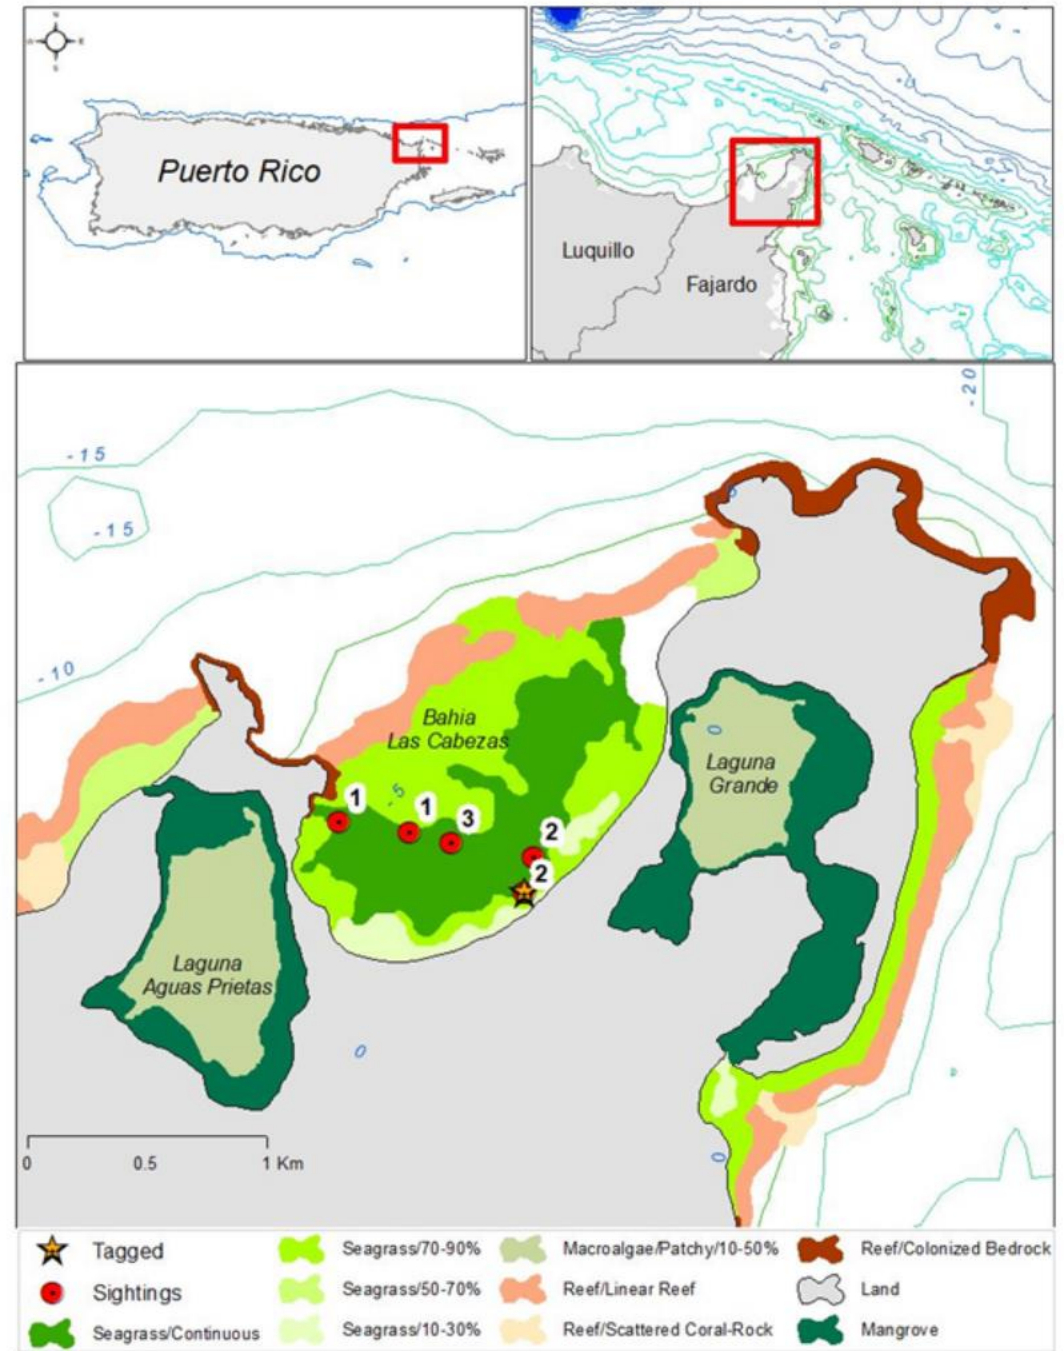 N
E
S
Puerto Rico
Luquillo
Fajardo
-20
-15
-15
-10
0
Bahia
Las Cabezas
-5
0
Laguna
Grande
1
1
3
2
2
Laguna
Aguas Prietas
0
0
0 0.5 1 Km
Tagged
Sightings
Seagrass/Continuous
Seagrass/70-90%
Seagrass/50-70%
Seagrass/10-30%
Macroalgae/Patchy/10-50%
Reef/Linear Reef
Reef/Scattered Coral-Rock
Reef/Colonized Bedrock
Land
Mangrove